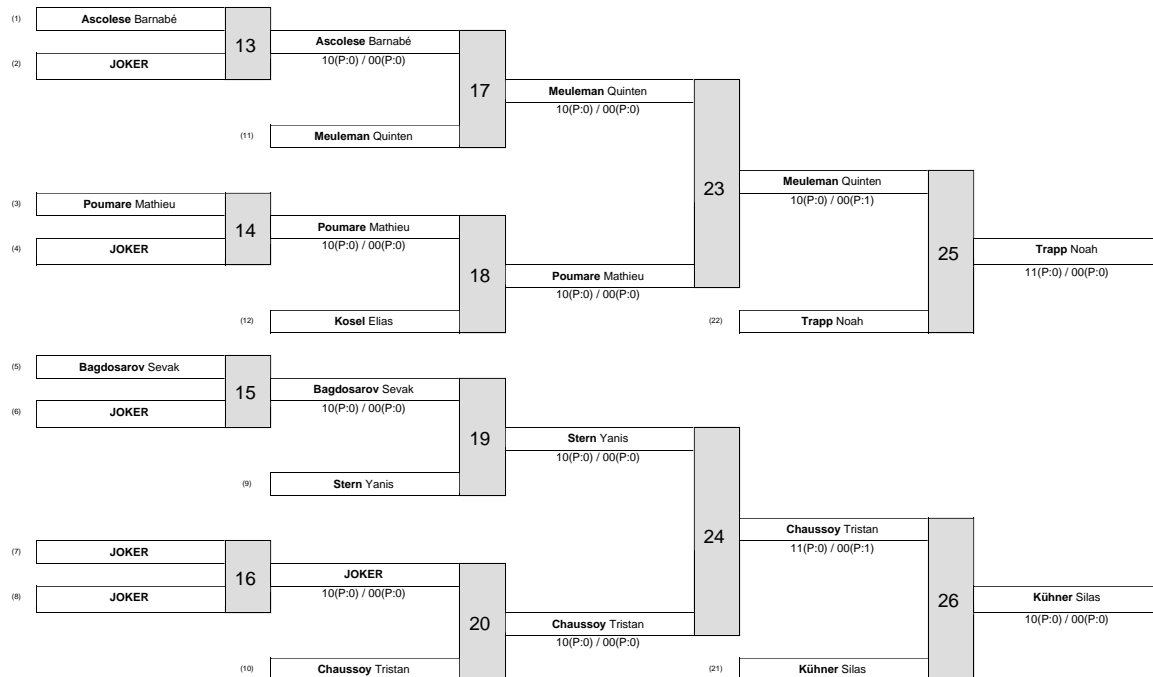 (1) Ascolese Barnabé
13
Ascolese Barnabé
10(P:0) / 00(P:0)
(2) JOKER
17
Meuleman Quinten
10(P:0) / 00(P:0)
(11) Meuleman Quinten
23
Meuleman Quinten
10(P:0) / 00(P:1)
(3) Poumare Mathieu
14
Poumare Mathieu
10(P:0) / 00(P:0)
(4) JOKER
18
Poumare Mathieu
10(P:0) / 00(P:0)
(12) Kosel Elias
25
Trapp Noah
11(P:0) / 00(P:0)
(22) Trapp Noah
(5) Bagdosarov Sevak
15
Bagdosarov Sevak
10(P:0) / 00(P:0)
(6) JOKER
19
Stern Yanis
10(P:0) / 00(P:0)
(9) Stern Yanis
24
Chaussoy Tristan
11(P:0) / 00(P:1)
(7) JOKER
16
JOKER
10(P:0) / 00(P:0)
(8) JOKER
20
Chaussoy Tristan
10(P:0) / 00(P:0)
(10) Chaussoy Tristan
26
Kühner Silas
10(P:0) / 00(P:0)
(21) Kühner Silas